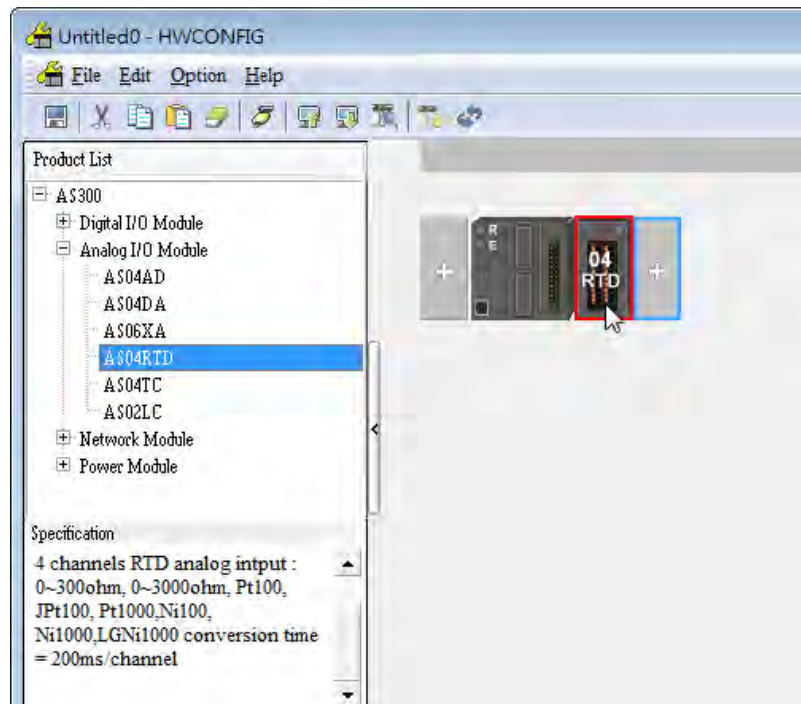 Untitled0 - HWCONFIG
File Edit Option Help
Product List
AS300
Digital I/O Module
Analog I/O Module
AS04AD
AS04DA
AS06XA
AS04RTD
AS04TC
AS02LC
Network Module
Power Module
R
E
04
RTD
Specification
4 channels RTD analog intput :
0~300ohm, 0~3000ohm, Pt100,
JPt100, Pt1000,Ni100,
Ni1000,LGNi1000 conversion time
= 200ms/channel